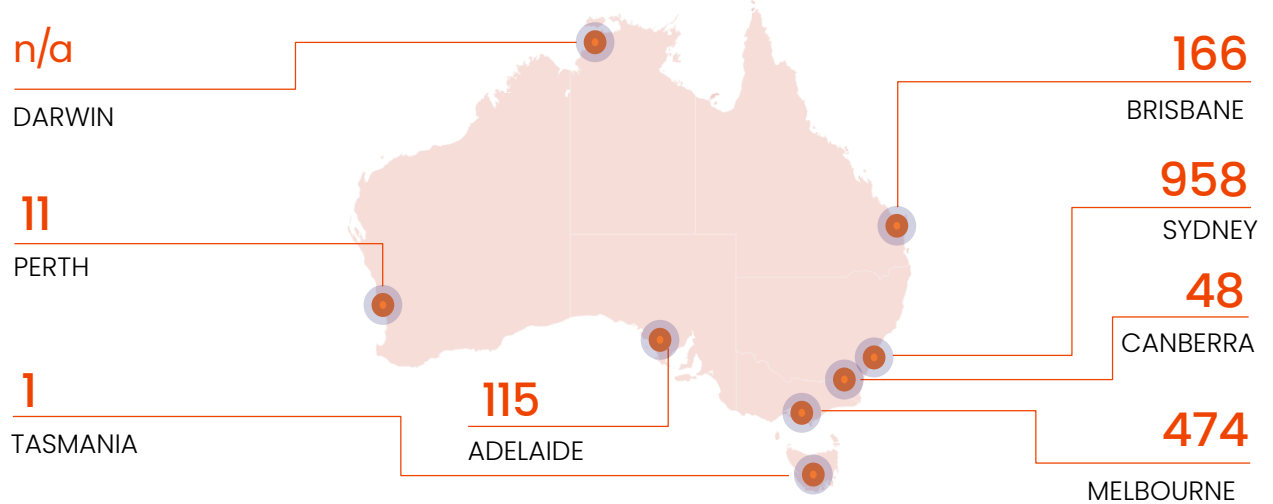 n/a
DARWIN
11
PERTH
1
TASMANIA
115
ADELAIDE
166
BRISBANE
958
SYDNEY
48
CANBERRA
474
MELBOURNE